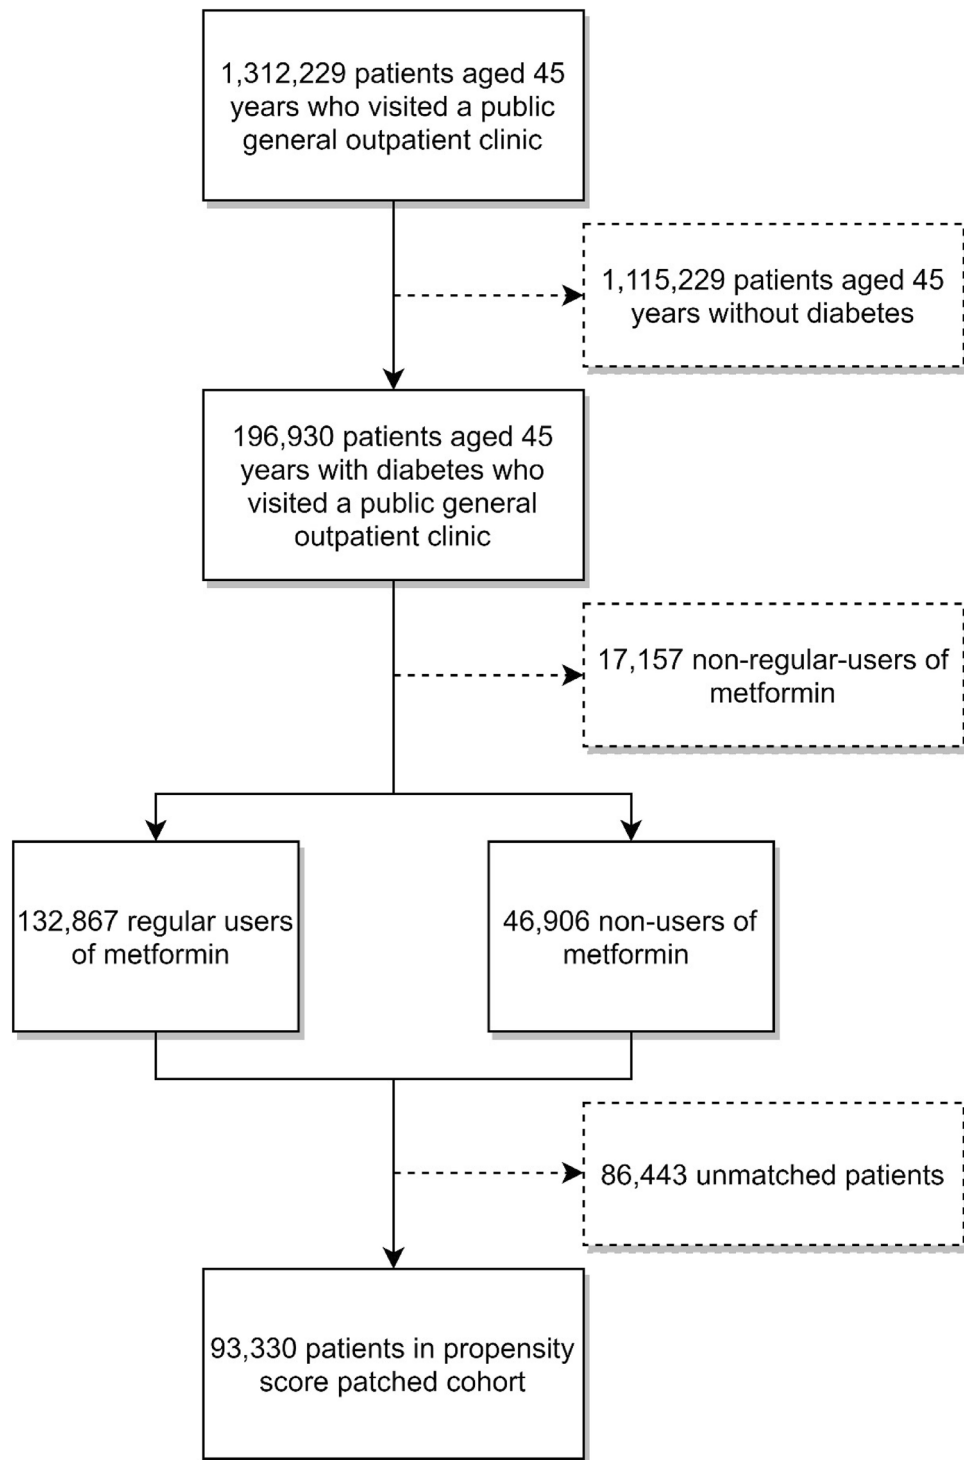 1,312,229 patients aged 45
years who visited a public
general outpatient clinic
1,115,229 patients aged 45
years without diabetes
196,930 patients aged 45
years with diabetes who
visited a public general
outpatient clinic
17,157 non-regular-users of
metformin
132,867 regular users
of metformin
46,906 non-users of
metformin
86,443 unmatched patients
93,330 patients in propensity
score patched cohort